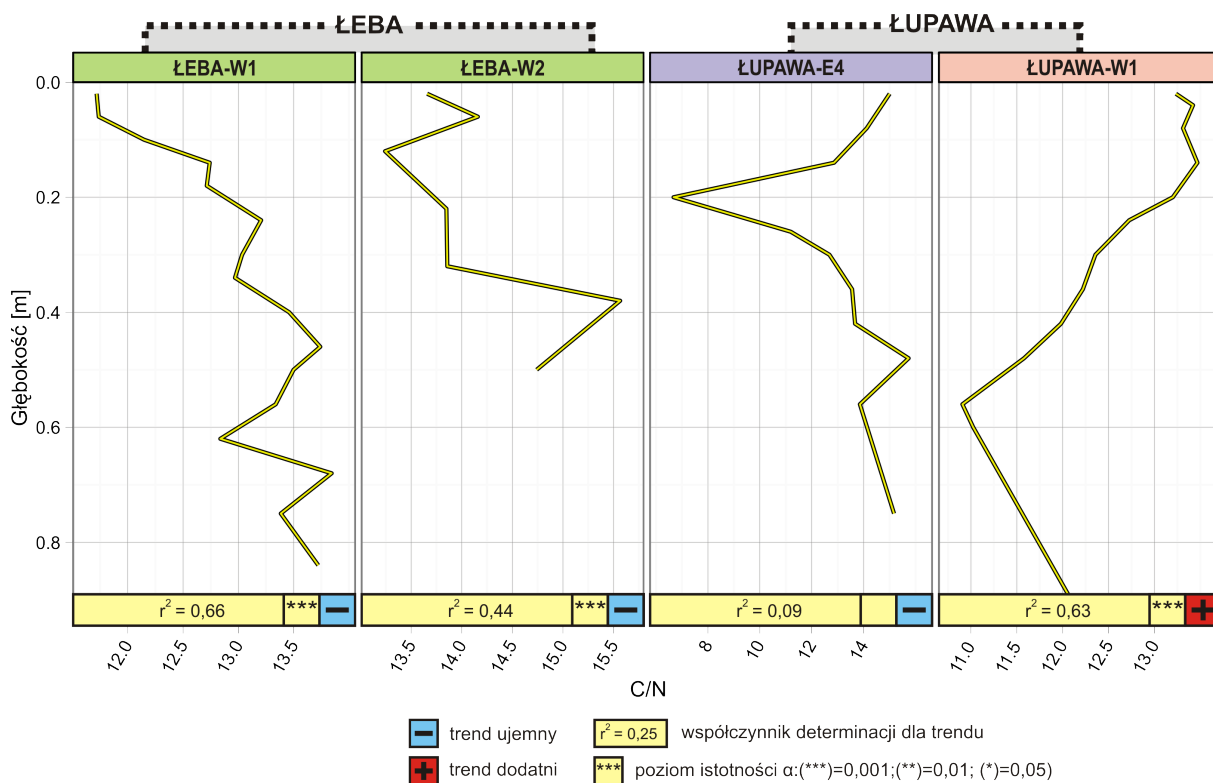 ŁEBA ŁUPAWA
ŁEBA-W1 ŁEBA-W2 ŁUPAWA-E4 ŁUPAWA-W1
0.0
0.2
0.4
0.6
0.8
Głębokość [m]
r² = 0,66 *** − r² = 0,44 *** − r² = 0,09 − r² = 0,63 *** +
12.0 12.5 13.0 13.5 13.5 14.0 14.5 15.0 15.5 8 10 12 14 11.0 11.5 12.0 12.5 13.0
C/N
− trend ujemny r² = 0,25 współczynnik determinacji dla trendu
+ trend dodatni *** poziom istotności α:(***)=0,001;(**)=0,01; (*)=0,05)